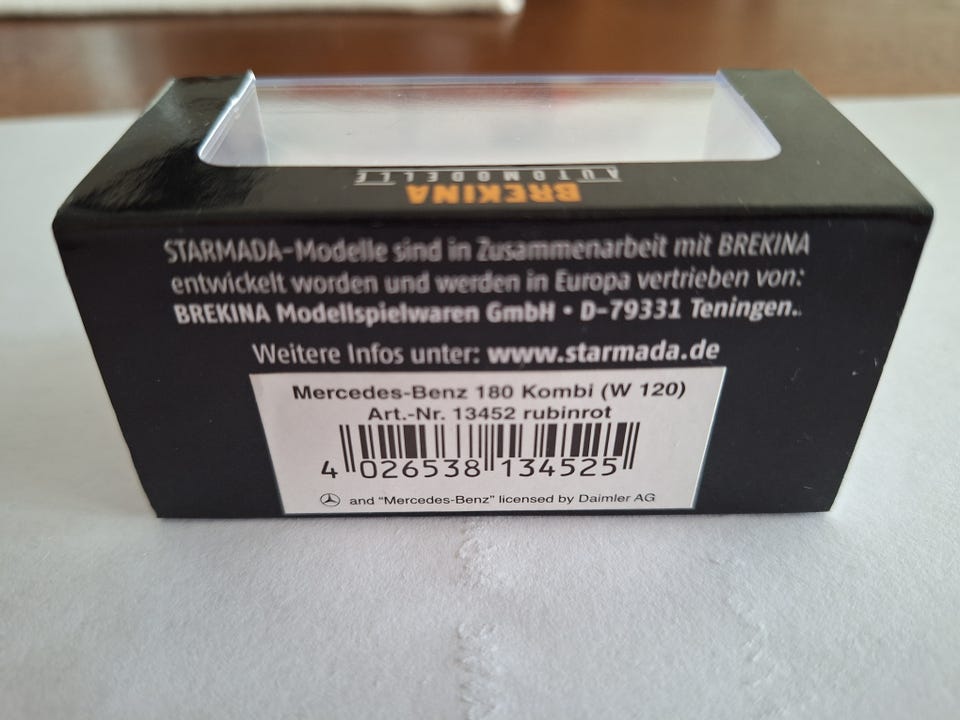 BREKINA
AUTOMODELLE
STARMADA-Modelle sind in Zusammenarbeit mit BREKINA
entwickelt worden und werden in Europa vertrieben von:
BREKINA Modellspielwaren GmbH • D-79331 Teningen.
Weitere Infos unter: www.starmada.de
Mercedes-Benz 180 Kombi (W 120)
Art.-Nr. 13452 rubinrot
4 026538 134525
and "Mercedes-Benz" licensed by Daimler AG